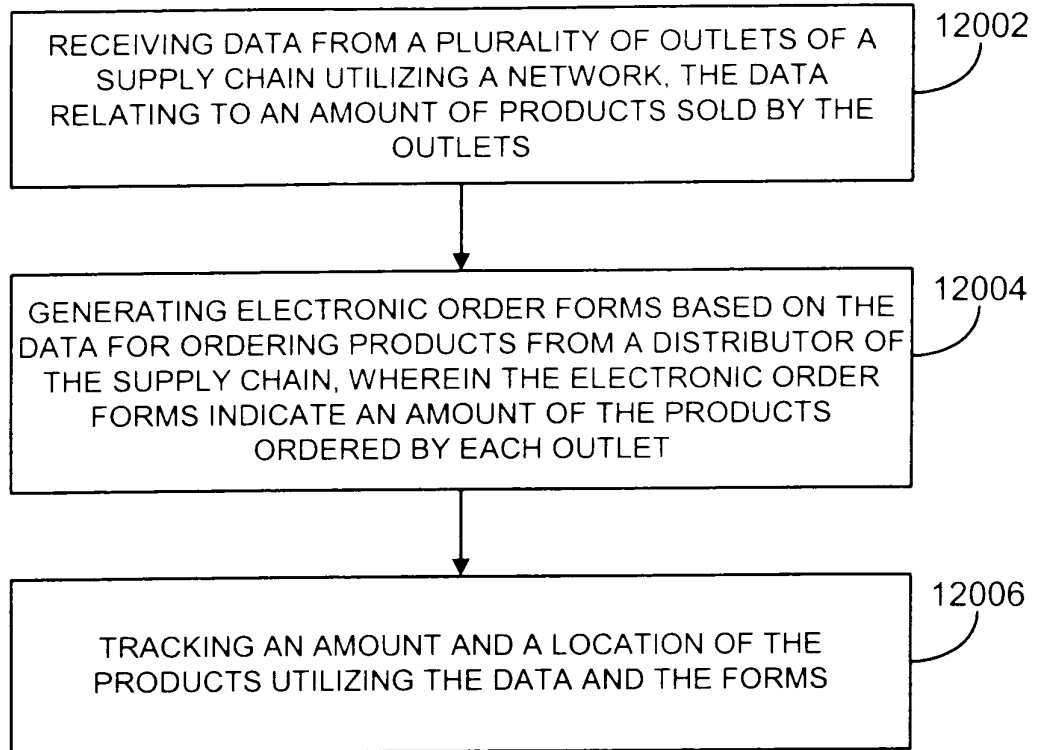 12002
RECEIVING DATA FROM A PLURALITY OF OUTLETS OF A
SUPPLY CHAIN UTILIZING A NETWORK, THE DATA
RELATING TO AN AMOUNT OF PRODUCTS SOLD BY THE
OUTLETS
12004
GENERATING ELECTRONIC ORDER FORMS BASED ON THE
DATA FOR ORDERING PRODUCTS FROM A DISTRIBUTOR OF
THE SUPPLY CHAIN, WHEREIN THE ELECTRONIC ORDER
FORMS INDICATE AN AMOUNT OF THE PRODUCTS
ORDERED BY EACH OUTLET
12006
TRACKING AN AMOUNT AND A LOCATION OF THE
PRODUCTS UTILIZING THE DATA AND THE FORMS